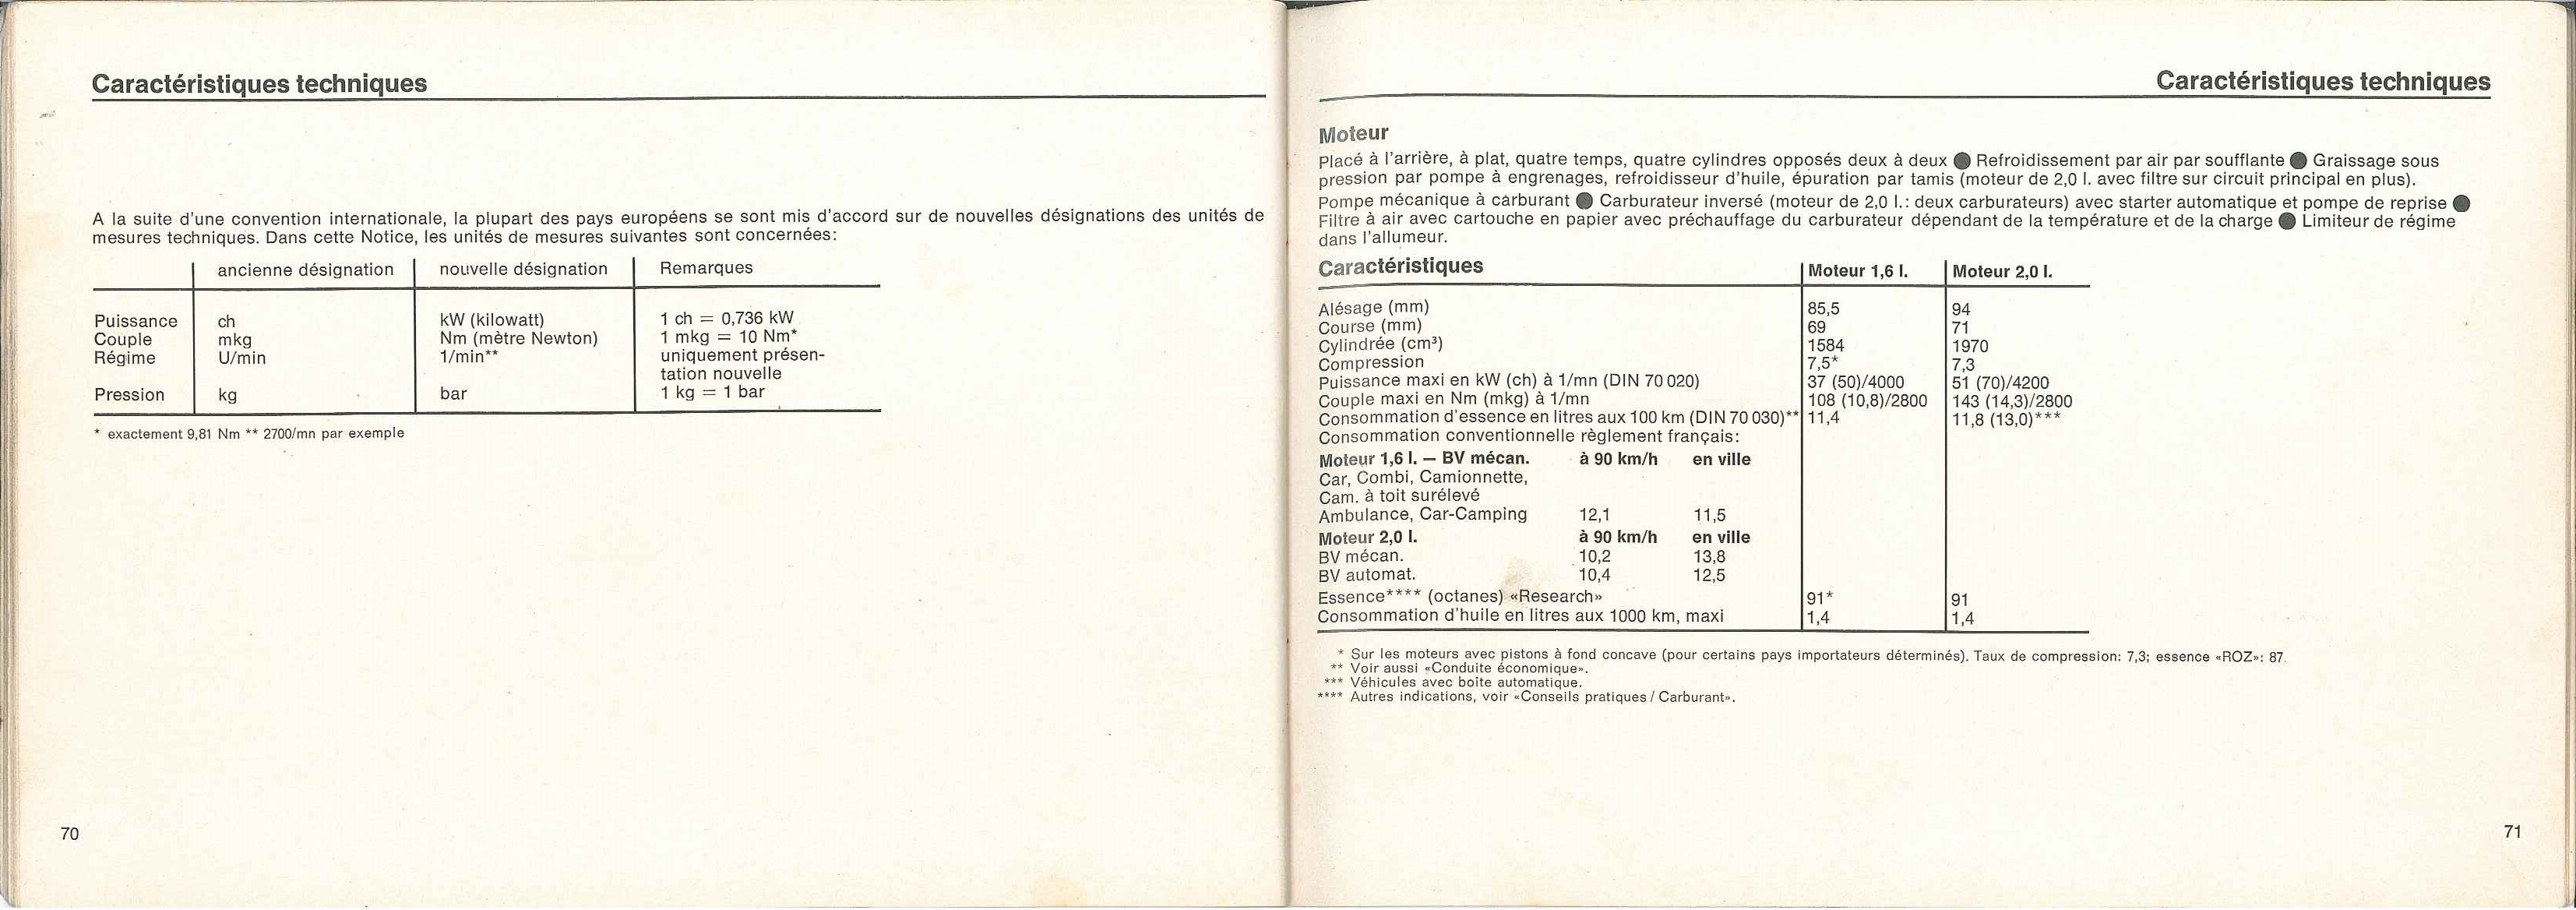 Caractéristiques techniques
A la suite d'une convention internationale, la plupart des pays européens se sont mis d'accord sur de nouvelles désignations des unités de
mesures techniques. Dans cette Notice, les unités de mesures suivantes sont concernées:
ancienne désignation nouvelle désignation Remarques
Puissance ch kW (kilowatt) 1 ch = 0,736 kW
Couple mkg Nm (mètre Newton) 1 mkg = 10 Nm*
Régime U/min 1/min** uniquement présen-
tation nouvelle
Pression kg bar 1 kg = 1 bar
* exactement 9,81 Nm ** 2700/mn par exemple
70
Caractéristiques techniques
Moteur
Placé à l'arrière, à plat, quatre temps, quatre cylindres opposés deux à deux ● Refroidissement par air par soufflante ● Graissage sous
pression par pompe à engrenages, refroidisseur d'huile, épuration par tamis (moteur de 2,0 l. avec filtre sur circuit principal en plus).
Pompe mécanique à carburant ● Carburateur inversé (moteur de 2,0 l.: deux carburateurs) avec starter automatique et pompe de reprise ●
Filtre à air avec cartouche en papier avec préchauffage du carburateur dépendant de la température et de la charge ● Limiteur de régime
dans l'allumeur.
Caractéristiques Moteur 1,6 l. Moteur 2,0 l.
Alésage (mm) 85,5 94
Course (mm) 69 71
Cylindrée (cm³) 1584 1970
Compression 7,5* 7,3
Puissance maxi en kW (ch) à 1/mn (DIN 70 020) 37 (50)/4000 51 (70)/4200
Couple maxi en Nm (mkg) à 1/mn 108 (10,8)/2800 143 (14,3)/2800
Consommation d'essence en litres aux 100 km (DIN 70 030)** 11,4 11,8 (13,0)***
Consommation conventionnelle règlement français:
Moteur 1,6 l. — BV mécan. à 90 km/h en ville
Car, Combi, Camionnette,
Cam. à toit surélevé
Ambulance, Car-Camping 12,1 11,5
Moteur 2,0 l. à 90 km/h en ville
BV mécan. 10,2 13,8
BV automat. 10,4 12,5
Essence**** (octanes) «Research» 91* 91
Consommation d'huile en litres aux 1000 km, maxi 1,4 1,4
* Sur les moteurs avec pistons à fond concave (pour certains pays importateurs déterminés). Taux de compression: 7,3; essence «ROZ»: 87.
** Voir aussi «Conduite économique».
*** Véhicules avec boîte automatique.
**** Autres indications, voir «Conseils pratiques / Carburant».
71